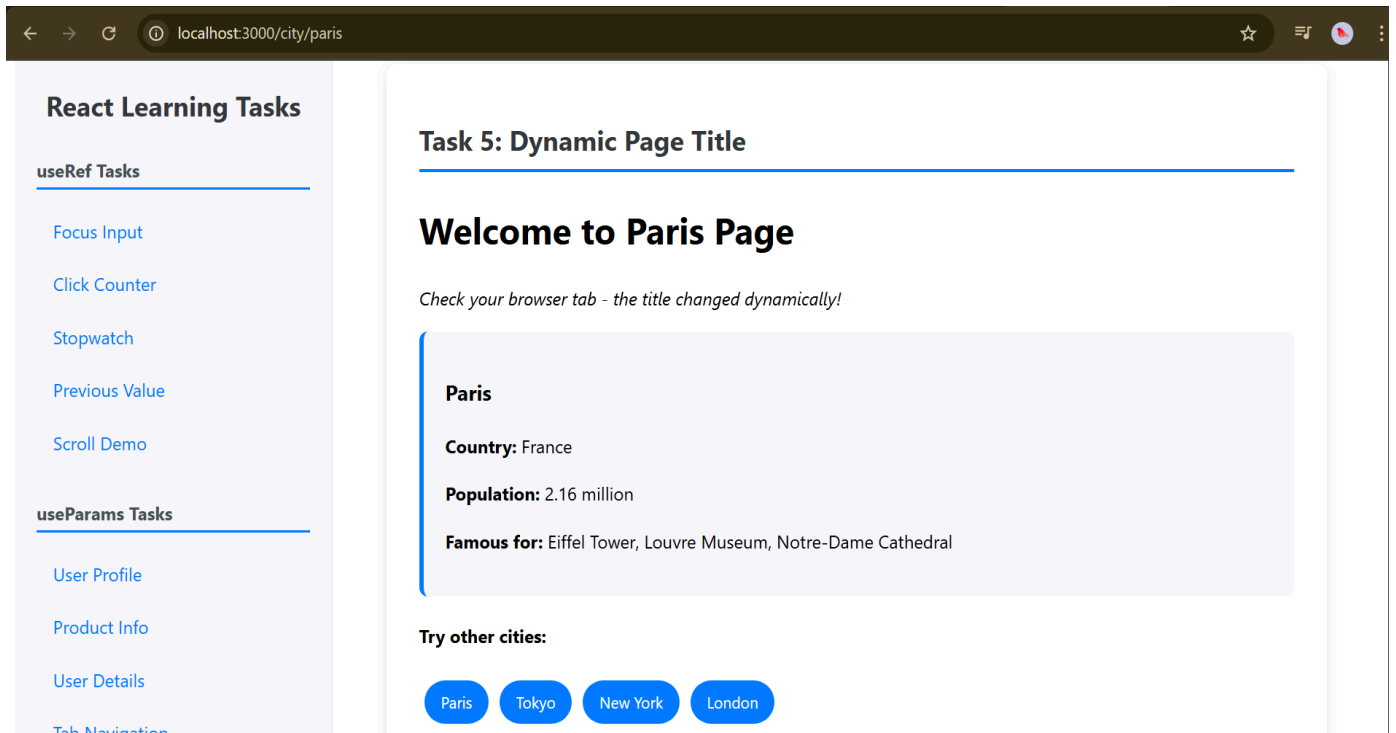 localhost:3000/city/paris
React Learning Tasks
useRef Tasks
Focus Input
Click Counter
Stopwatch
Previous Value
Scroll Demo
useParams Tasks
User Profile
Product Info
User Details
Tab Navigation
Task 5: Dynamic Page Title
Welcome to Paris Page
Check your browser tab - the title changed dynamically!
Paris
Country: France
Population: 2.16 million
Famous for: Eiffel Tower, Louvre Museum, Notre-Dame Cathedral
Try other cities:
Paris Tokyo New York London